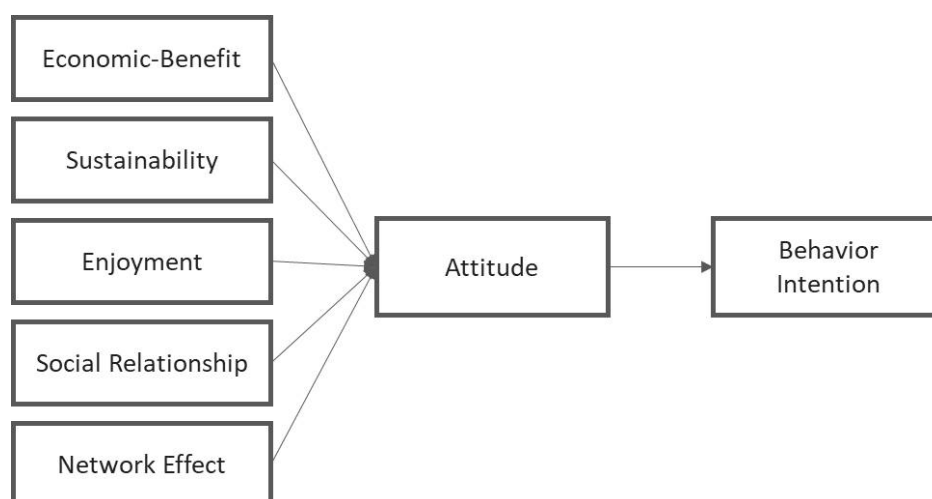 Economic-Benefit
Sustainability
Enjoyment
Social Relationship
Network Effect
Attitude
Behavior
Intention